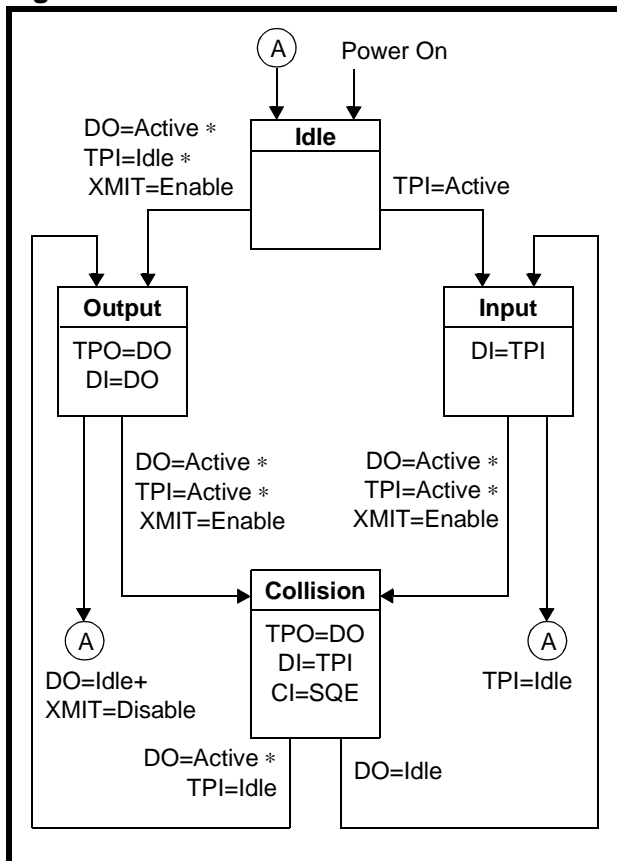 A
Power On
DO=Active *
TPI=Idle *
XMIT=Enable
Idle
TPI=Active
Output
TPO=DO
DI=DO
Input
DI=TPI
DO=Active *
TPI=Active *
XMIT=Enable
DO=Active *
TPI=Active *
XMIT=Enable
Collision
TPO=DO
DI=TPI
CI=SQE
A
DO=Idle+
XMIT=Disable
A
TPI=Idle
DO=Active *
TPI=Idle
DO=Idle